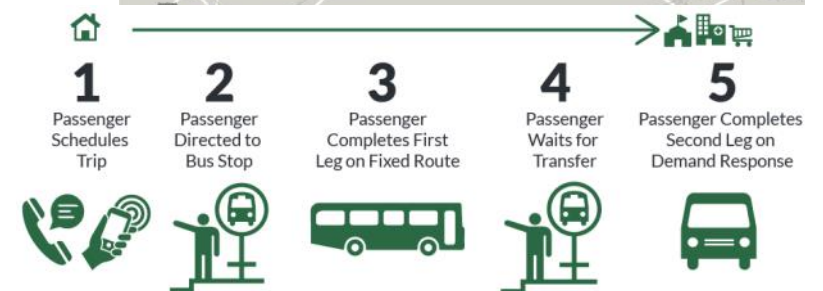 1
Passenger
Schedules
Trip
2
Passenger
Directed to
Bus Stop
3
Passenger
Completes First
Leg on Fixed Route
4
Passenger
Waits for
Transfer
5
Passenger Completes
Second Leg on
Demand Response